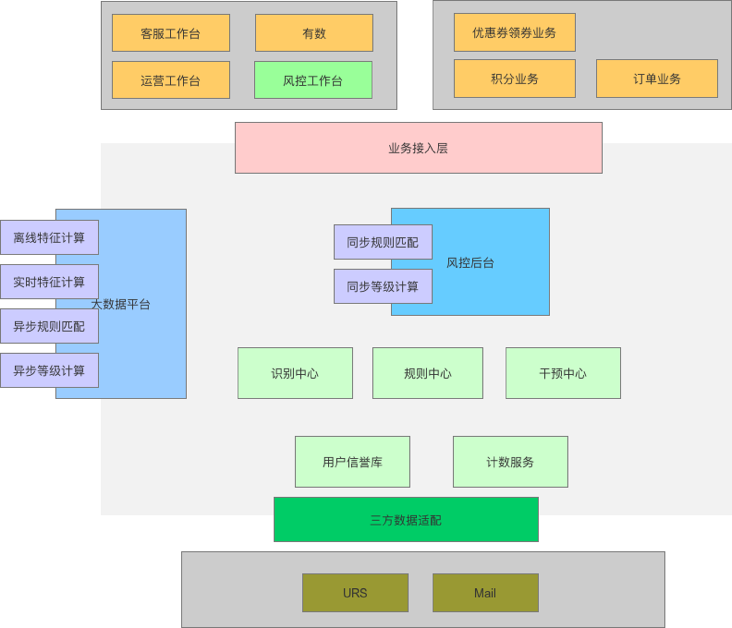 客服工作台
有数
优惠券领券业务
运营工作台
风控工作台
积分业务
订单业务
业务接入层
离线特征计算
实时特征计算
大数据平台
异步规则匹配
异步等级计算
同步规则匹配
风控后台
同步等级计算
识别中心
规则中心
干预中心
用户信誉库
计数服务
三方数据适配
URS
Mail